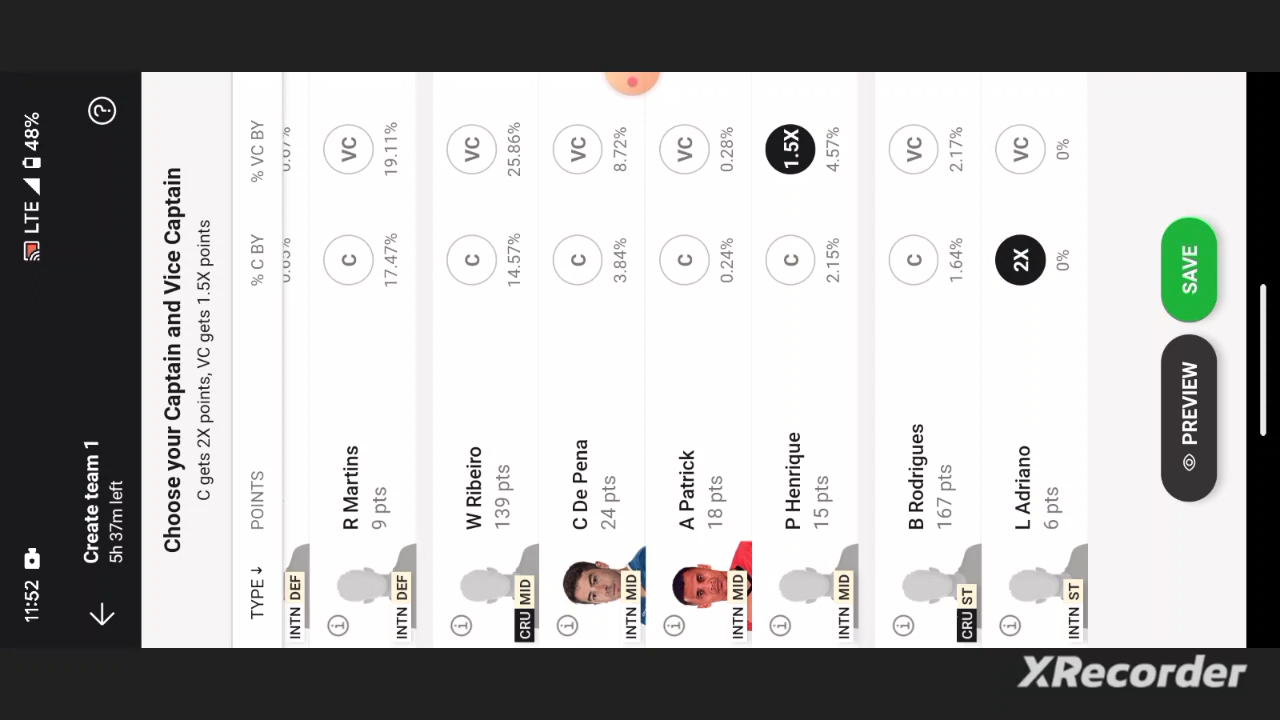 11:52
LTE 48%
Create team 1
5h 37m left
?
Choose your Captain and Vice Captain
C gets 2X points, VC gets 1.5X points
TYPE ↓ POINTS % C BY % VC BY
INTN DEF
R Martins
9 pts
INTN DEF
C
17.47%
VC
19.11%
W Ribeiro
139 pts
CRU MID
C
14.57%
VC
25.86%
C De Pena
24 pts
INTN MID
C
3.84%
VC
8.72%
A Patrick
18 pts
INTN MID
C
0.24%
VC
0.28%
P Henrique
15 pts
INTN MID
C
2.15%
1.5X
4.57%
B Rodrigues
167 pts
CRU ST
C
1.64%
VC
2.17%
L Adriano
6 pts
INTN ST
2X
0%
VC
0%
PREVIEW
SAVE
XRecorder